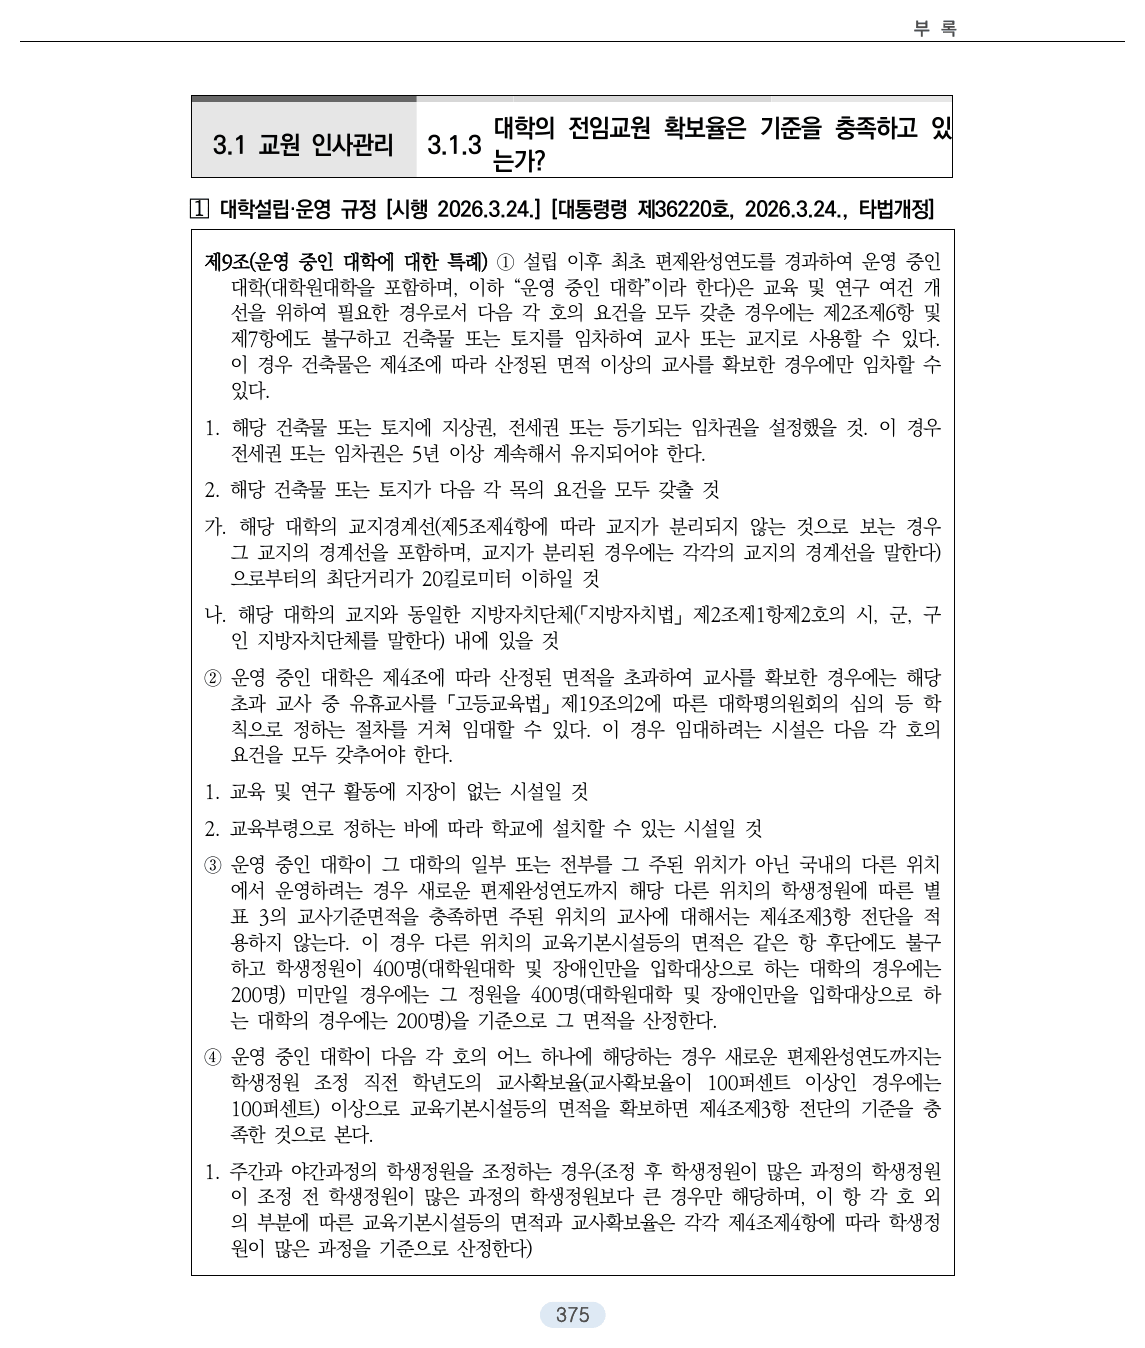 부 록
3.1 교원 인사관리
3.1.3
대학의 전임교원 확보율은 기준을 충족하고 있
는가?
1 대학설립·운영 규정 [시행 2026.3.24.] [대통령령 제36220호, 2026.3.24., 타법개정]
제9조(운영 중인 대학에 대한 특례) ① 설립 이후 최초 편제완성연도를 경과하여 운영 중인
대학(대학원대학을 포함하며, 이하 “운영 중인 대학”이라 한다)은 교육 및 연구 여건 개
선을 위하여 필요한 경우로서 다음 각 호의 요건을 모두 갖춘 경우에는 제2조제6항 및
제7항에도 불구하고 건축물 또는 토지를 임차하여 교사 또는 교지로 사용할 수 있다.
이 경우 건축물은 제4조에 따라 산정된 면적 이상의 교사를 확보한 경우에만 임차할 수
있다.
1. 해당 건축물 또는 토지에 지상권, 전세권 또는 등기되는 임차권을 설정했을 것. 이 경우
전세권 또는 임차권은 5년 이상 계속해서 유지되어야 한다.
2. 해당 건축물 또는 토지가 다음 각 목의 요건을 모두 갖출 것
가. 해당 대학의 교지경계선(제5조제4항에 따라 교지가 분리되지 않는 것으로 보는 경우
그 교지의 경계선을 포함하며, 교지가 분리된 경우에는 각각의 교지의 경계선을 말한다)
으로부터의 최단거리가 20킬로미터 이하일 것
나. 해당 대학의 교지와 동일한 지방자치단체(「지방자치법」 제2조제1항제2호의 시, 군, 구
인 지방자치단체를 말한다) 내에 있을 것
② 운영 중인 대학은 제4조에 따라 산정된 면적을 초과하여 교사를 확보한 경우에는 해당
초과 교사 중 유휴교사를 「고등교육법」 제19조의2에 따른 대학평의원회의 심의 등 학
칙으로 정하는 절차를 거쳐 임대할 수 있다. 이 경우 임대하려는 시설은 다음 각 호의
요건을 모두 갖추어야 한다.
1. 교육 및 연구 활동에 지장이 없는 시설일 것
2. 교육부령으로 정하는 바에 따라 학교에 설치할 수 있는 시설일 것
③ 운영 중인 대학이 그 대학의 일부 또는 전부를 그 주된 위치가 아닌 국내의 다른 위치
에서 운영하려는 경우 새로운 편제완성연도까지 해당 다른 위치의 학생정원에 따른 별
표 3의 교사기준면적을 충족하면 주된 위치의 교사에 대해서는 제4조제3항 전단을 적
용하지 않는다. 이 경우 다른 위치의 교육기본시설등의 면적은 같은 항 후단에도 불구
하고 학생정원이 400명(대학원대학 및 장애인만을 입학대상으로 하는 대학의 경우에는
200명) 미만일 경우에는 그 정원을 400명(대학원대학 및 장애인만을 입학대상으로 하
는 대학의 경우에는 200명)을 기준으로 그 면적을 산정한다.
④ 운영 중인 대학이 다음 각 호의 어느 하나에 해당하는 경우 새로운 편제완성연도까지는
학생정원 조정 직전 학년도의 교사확보율(교사확보율이 100퍼센트 이상인 경우에는
100퍼센트) 이상으로 교육기본시설등의 면적을 확보하면 제4조제3항 전단의 기준을 충
족한 것으로 본다.
1. 주간과 야간과정의 학생정원을 조정하는 경우(조정 후 학생정원이 많은 과정의 학생정원
이 조정 전 학생정원이 많은 과정의 학생정원보다 큰 경우만 해당하며, 이 항 각 호 외
의 부분에 따른 교육기본시설등의 면적과 교사확보율은 각각 제4조제4항에 따라 학생정
원이 많은 과정을 기준으로 산정한다)
375